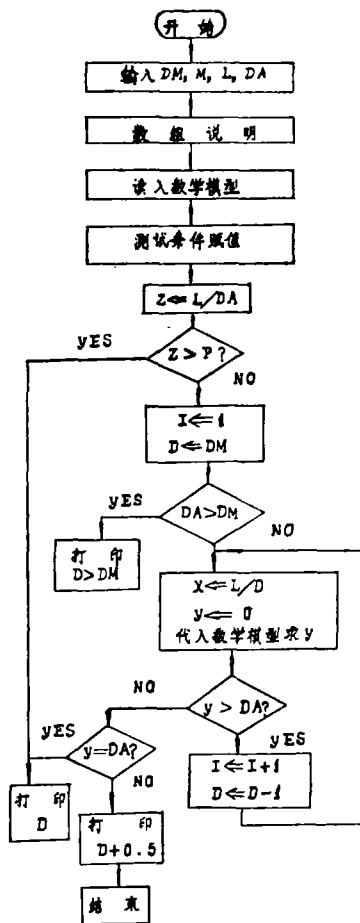 开 始
输入 DM, M, L, DA
数 组 说 明
读入数学模型
测试条件赋值
Z⇐L/DA
YES
Z>P?
NO
I⇐1
D⇐DM
YES
DA>DM
NO
打 印
D>DM
X⇐L/D
y⇐0
代入数学模型求y
NO
y>DA?
YES
YES
y=DA?
I⇐I+1
D⇐D-1
NO
打 印
D
打 印
D+0.5
结 束